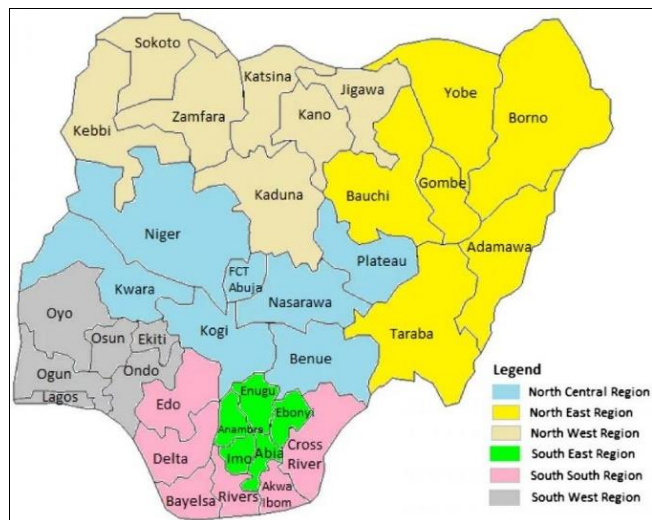 Sokoto
Katsina
Jigawa
Yobe
Borno
Zamfara
Kano
Kebbi
Kaduna
Bauchi
Gombe
Niger
Adamawa
Plateau
FCT
Abuja
Kwara
Nasarawa
Oyo
Kogi
Taraba
Osun
Ekiti
Benue
Ogun
Ondo
Lagos
Edo
Enugu
Ebonyi
Anambra
Cross
River
Delta
Imo
Abia
Bayelsa
Rivers
Akwa
Ibom
Legend
North Central Region
North East Region
North West Region
South East Region
South South Region
South West Region